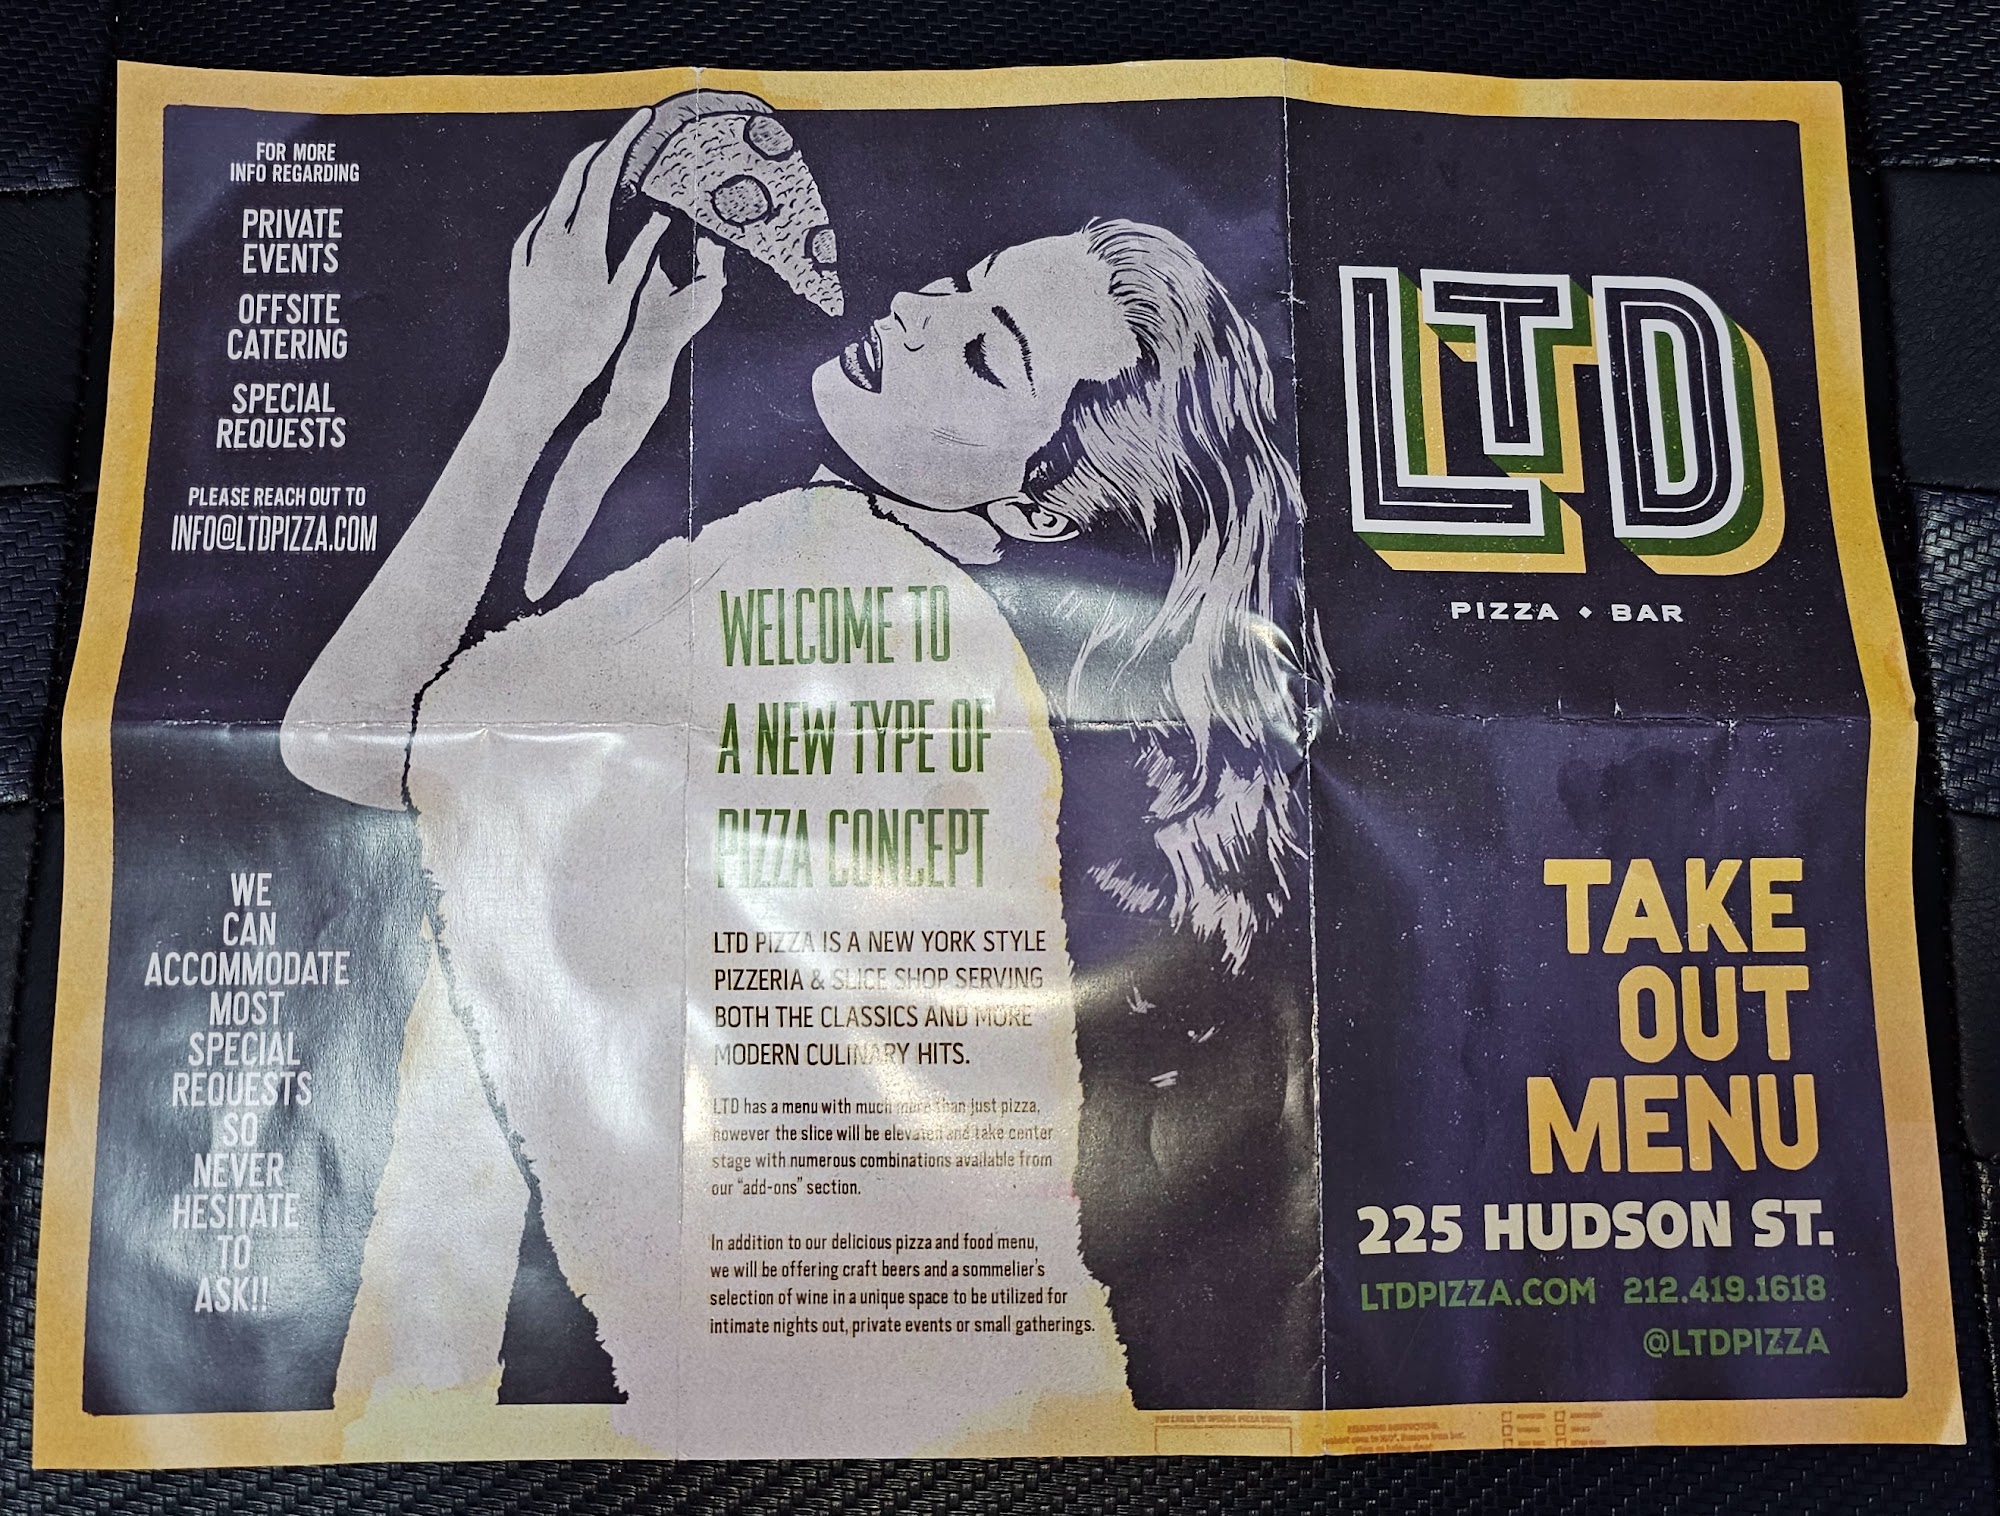 FOR MORE
INFO REGARDING
PRIVATE
EVENTS
OFFSITE
CATERING
SPECIAL
REQUESTS
PLEASE REACH OUT TO
INFO@LTDPIZZA.COM
WE
CAN
ACCOMMODATE
MOST
SPECIAL
REQUESTS
SO
NEVER
HESITATE
TO
ASK!!
WELCOME TO
A NEW TYPE OF
PIZZA CONCEPT
LTD PIZZA IS A NEW YORK STYLE
PIZZERIA & SLICE SHOP SERVING
BOTH THE CLASSICS AND MORE
MODERN CULINARY HITS.
LTD has a menu with much more than just pizza,
however the slice will be elevated and take center
stage with numerous combinations available from
our "add-ons" section.
In addition to our delicious pizza and food menu,
we will be offering craft beers and a sommelier's
selection of wine in a unique space to be utilized for
intimate nights out, private events or small gatherings.
LTD
PIZZA • BAR
TAKE
OUT
MENU
225 HUDSON ST.
LTDPIZZA.COM 212.419.1618
@LTDPIZZA